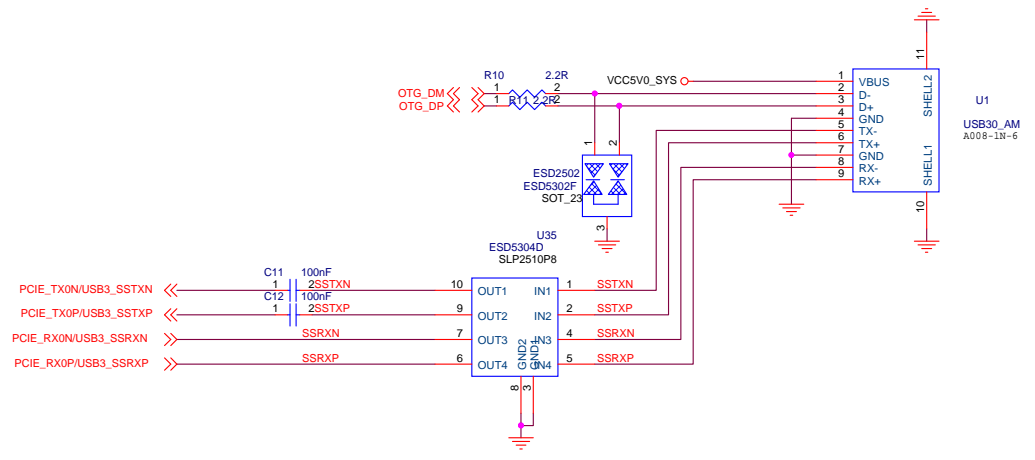 11
SHELL2
R10
2.2R
VCC5V0_SYS
1
VBUS
U1
OTG_DM
1
2
2
D-
OTG_DP
1
R11
2.2R
2
3
D+
USB30_AM
4
GND
A008-1N-6
5
TX-
6
TX+
7
GND
8
RX-
9
RX+
SHELL1
10
1
2
ESD2502
ESD5302F
SOT_23
3
U35
ESD5304D
SLP2510P8
C11
100nF
PCIE_TX0N/USB3_SSTXN
1
2
SSTXN
10
OUT1
IN1
1
SSTXN
C12
100nF
PCIE_TX0P/USB3_SSTXP
1
2
SSTXP
9
OUT2
IN2
2
SSTXP
PCIE_RX0N/USB3_SSRXN
SSRXN
7
OUT3
IN3
4
SSRXN
PCIE_RX0P/USB3_SSRXP
SSRXP
6
OUT4
GND2
GND1
IN4
5
SSRXP
8
3